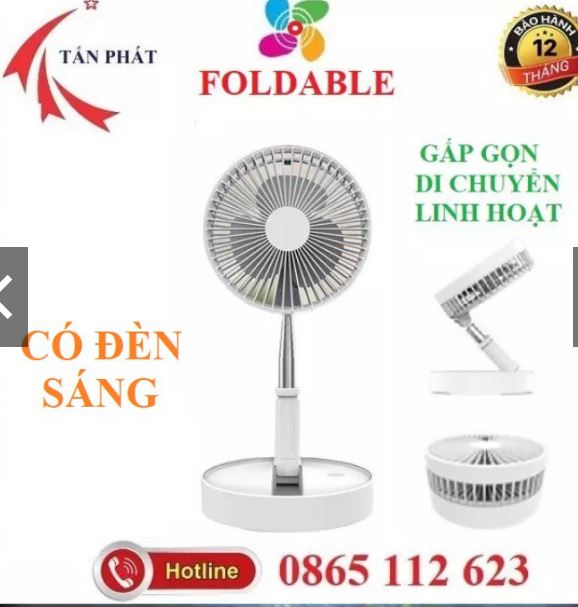 TẤN PHÁT
FOLDABLE
BẢO HÀNH
12
THÁNG
GẤP GỌN
DI CHUYỂN
LINH HOẠT
CÓ ĐÈN
SÁNG
Hotline
0865 112 623